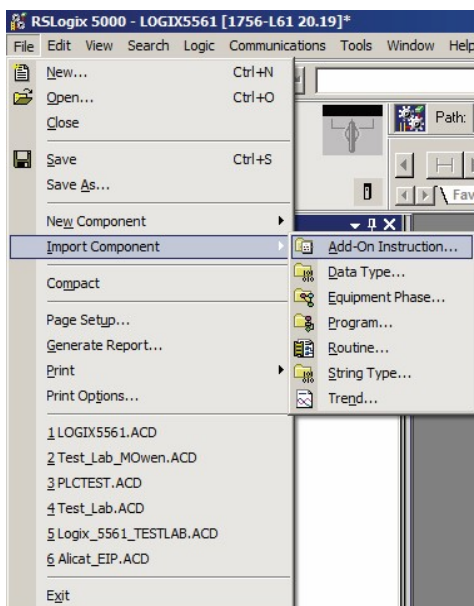 RSLogix 5000 - LOGIX5561 [1756-L61 20.19]*
File Edit View Search Logic Communications Tools Window Help
New... Ctrl+N
Open... Ctrl+O
Close
Save Ctrl+S
Save As...
New Component
Import Component
Compact
Page Setup...
Generate Report...
Print
Print Options...
1 LOGIX5561.ACD
2 Test_Lab_MOwen.ACD
3 PLCTEST.ACD
4 Test_Lab.ACD
5 Logix_5561_TESTLAB.ACD
6 Alicat_EIP.ACD
Exit
Path:
Add-On Instruction...
Data Type...
Equipment Phase...
Program...
Routine...
String Type...
Trend...